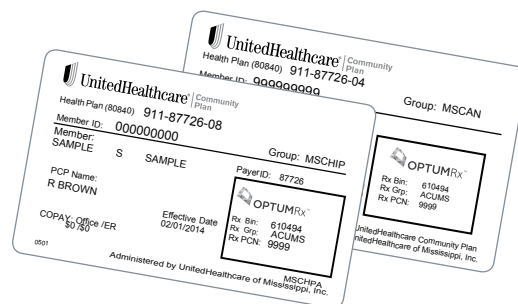 UnitedHealthcare® Community Plan
Health Plan (80840) 911-87726-04
Member ID: 999999999
Group: MSCAN
OPTUMRx™
Rx Bin: 610494
Rx Grp: ACUMS
Rx PCN: 9999
UnitedHealthcare Community Plan
UnitedHealthcare of Mississippi, Inc.
UnitedHealthcare® Community Plan
Health Plan (80840) 911-87726-08
Member ID: 000000000
Group: MSCHIP
Member:
SAMPLE S SAMPLE
Payer ID: 87726
PCP Name:
R BROWN
OPTUMRx™
Rx Bin: 610494
Rx Grp: ACUMS
Rx PCN: 9999
COPAY: Office /ER
$0 /$0
Effective Date
02/01/2014
MSCHPA
0501
Administered by UnitedHealthcare of Mississippi, Inc.